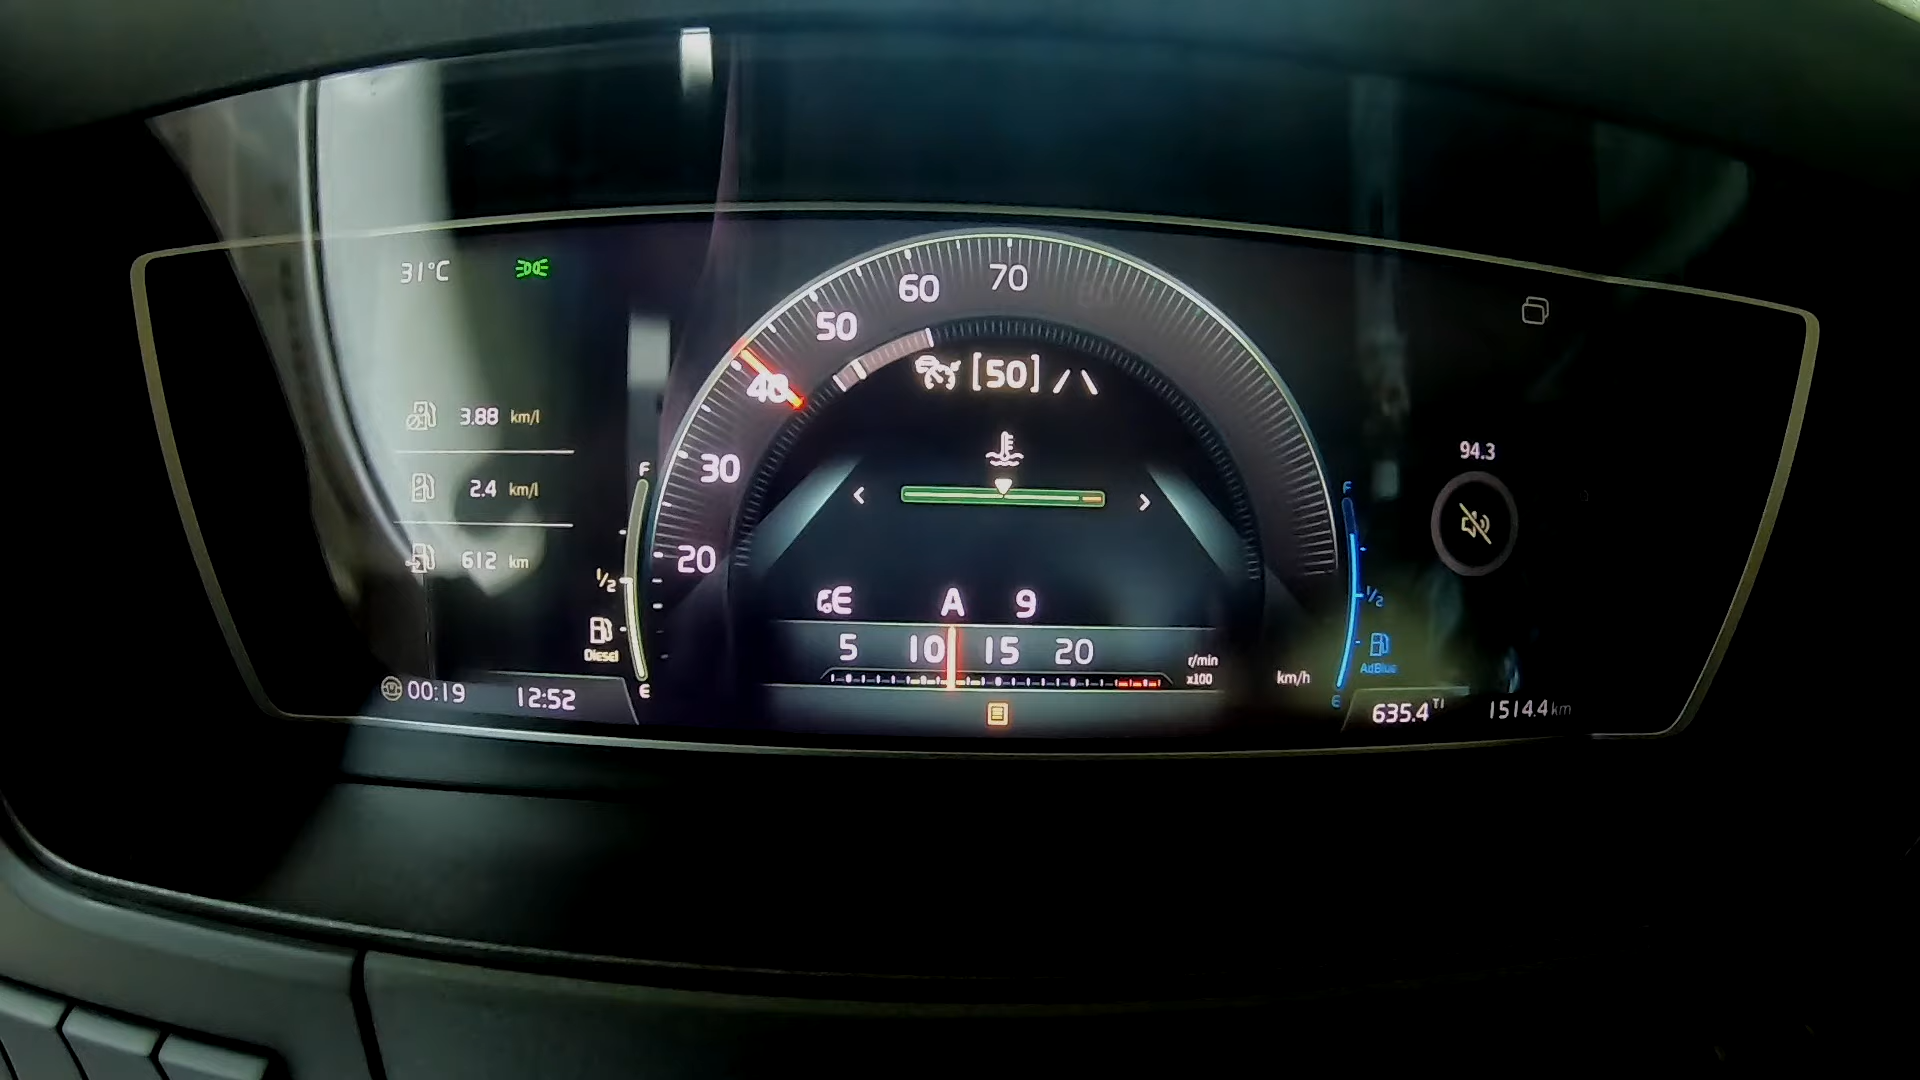 31°C
3.88 km/l
2.4 km/l
612 km
F
1/2
Diesel
E
00:19
12:52
20
30
40
50
60
70
[50]
< >
E A 9
5 10 15 20
r/min
x100
km/h
F
1/2
AdBlue
E
94.3
635.4 T1
1514.4 km